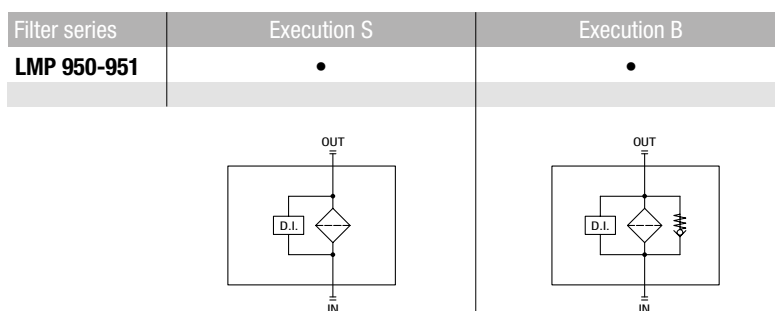 Filter series Execution S Execution B
LMP 950-951 • •
OUT OUT
D.I. D.I.
IN IN